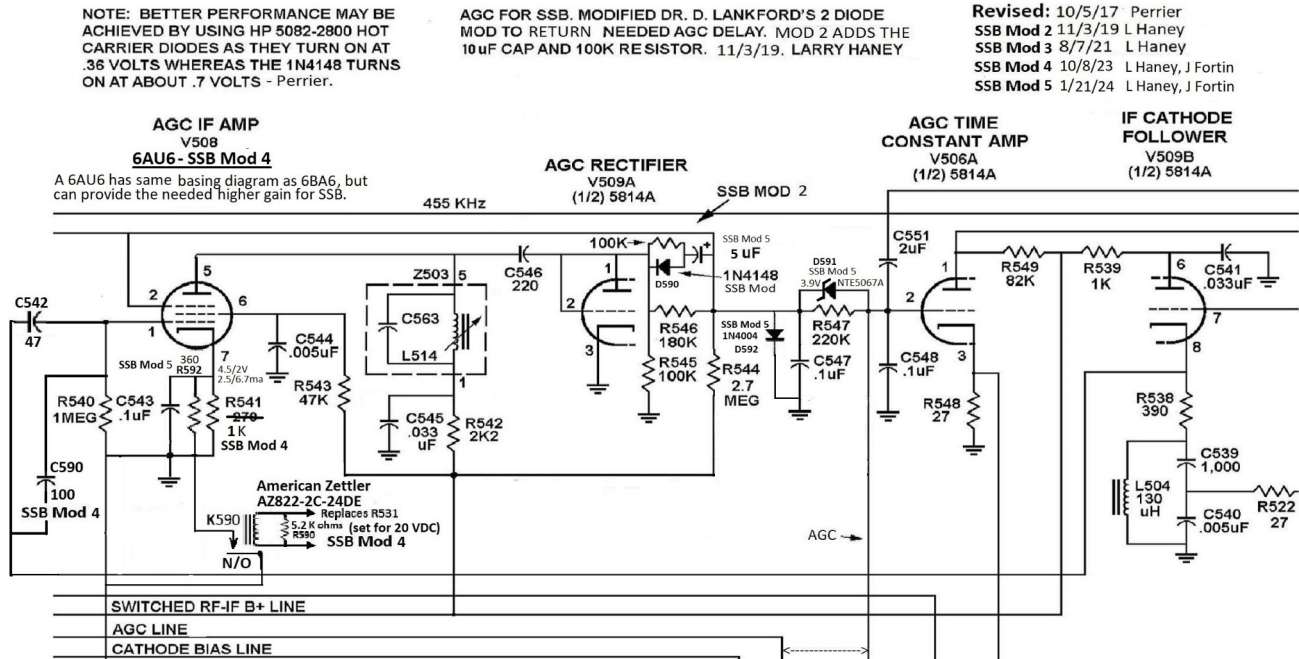 NOTE: BETTER PERFORMANCE MAY BE
ACHIEVED BY USING HP 5082-2800 HOT
CARRIER DIODES AS THEY TURN ON AT
.36 VOLTS WHEREAS THE 1N4148 TURNS
ON AT ABOUT .7 VOLTS - Perrier.
AGC FOR SSB. MODIFIED DR. D. LANKFORD'S 2 DIODE
MOD TO RETURN NEEDED AGC DELAY. MOD 2 ADDS THE
10uF CAP AND 100K RESISTOR. 11/3/19. LARRY HANEY
Revised: 10/5/17 Perrier
SSB Mod 2 11/3/19 L Haney
SSB Mod 3 8/7/21 L Haney
SSB Mod 4 10/8/23 L Haney, J Fortin
SSB Mod 5 1/21/24 L Haney, J Fortin
AGC IF AMP
V508
6AU6 - SSB Mod 4
A 6AU6 has same basing diagram as 6BA6, but
can provide the needed higher gain for SSB.
AGC RECTIFIER
V509A
(1/2) 5814A
AGC TIME
CONSTANT AMP
V506A
(1/2) 5814A
IF CATHODE
FOLLOWER
V509B
(1/2) 5814A
455 KHz
SSB MOD 2
100K
SSB Mod 5
5 uF
+
D590
1N4148
SSB Mod
D591
SSB Mod 5
3.9V
NTE5067A
C551
2uF
C542
47
5
2
1
6
7
C544
.005uF
Z503
5
C563
L514
1
C546
220
1
2
3
R546
180K
R545
100K
R544
2.7
MEG
SSB Mod 5
1N4004
D592
R547
220K
C547
.1uF
C548
.1uF
1
2
3
R549
82K
R539
1K
6
7
8
C541
.033uF
SSB Mod 5
360
R592
4.5/2V
2.5/6.7ma
R540
1MEG
C543
.1uF
R541
270
1K
SSB Mod 4
R543
47K
C545
.033
uF
R542
2K2
R548
27
R538
390
C539
1,000
L504
130
uH
C540
.005uF
R522
27
C590
100
SSB Mod 4
K590
N/O
American Zettler
AZ822-2C-24DE
Replaces R531
5.2 K ohms
R590
(set for 20 VDC)
SSB Mod 4
AGC
SWITCHED RF-IF B+ LINE
AGC LINE
CATHODE BIAS LINE